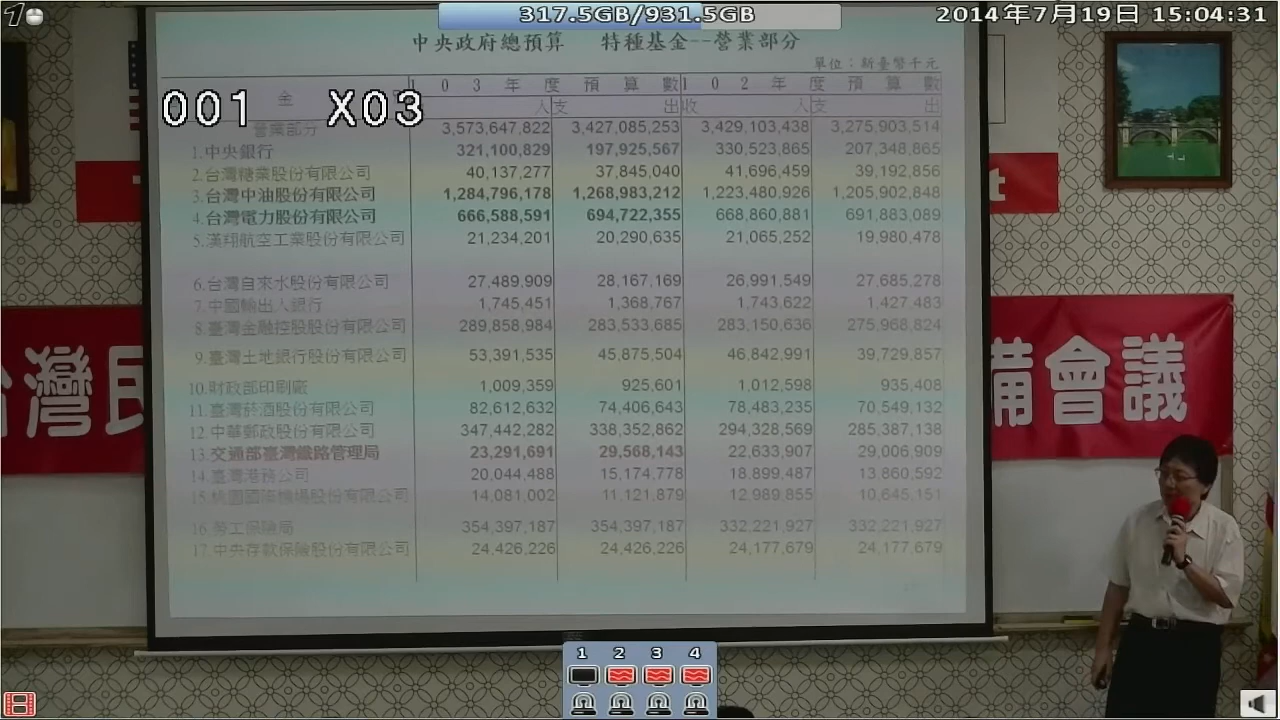 317.5GB/931.5GB
2014年7月19日 15:04:31
中央政府總預算 特種基金--營業部分
單位：新臺幣千元
金 1 0 3 年 度 預 算 數 1 0 2 年 度 預 算 數
001 X03
人 支 出 收 人 支 出
營業部分 3,573,647,822 3,427,085,253 3,429,103,438 3,275,903,514
1.中央銀行 321,100,829 197,925,567 330,523,865 207,348,865
2.台灣糖業股份有限公司 40,137,277 37,845,040 41,696,459 39,192,856
3.台灣中油股份有限公司 1,284,796,178 1,268,983,212 1,223,480,926 1,205,902,848
4.台灣電力股份有限公司 666,588,591 694,722,355 668,860,881 691,883,089
5.漢翔航空工業股份有限公司 21,234,201 20,290,635 21,065,252 19,980,478
6.台灣自來水股份有限公司 27,489,909 28,167,169 26,991,549 27,685,278
7.中國輸出入銀行 1,745,451 1,368,767 1,743,622 1,427,483
8.臺灣金融控股股份有限公司 289,858,984 283,533,685 283,150,636 275,968,824
9.臺灣土地銀行股份有限公司 53,391,535 45,875,504 46,842,991 39,729,857
10.財政部印刷廠 1,009,359 925,601 1,012,598 935,408
11.臺灣菸酒股份有限公司 82,612,632 74,406,643 78,483,235 70,549,132
12.中華郵政股份有限公司 347,442,282 338,352,862 294,328,569 285,387,138
13.交通部臺灣鐵路管理局 23,291,691 29,568,143 22,633,907 29,006,909
14.臺灣港務公司 20,044,488 15,174,778 18,899,487 13,860,592
15.桃園國際機場股份有限公司 14,081,002 11,121,879 12,989,855 10,645,151
16.勞工保險局 354,397,187 354,397,187 332,221,927 332,221,927
17.中央存款保險股份有限公司 24,426,226 24,426,226 24,177,679 24,177,679
台灣民
備會議
1 2 3 4